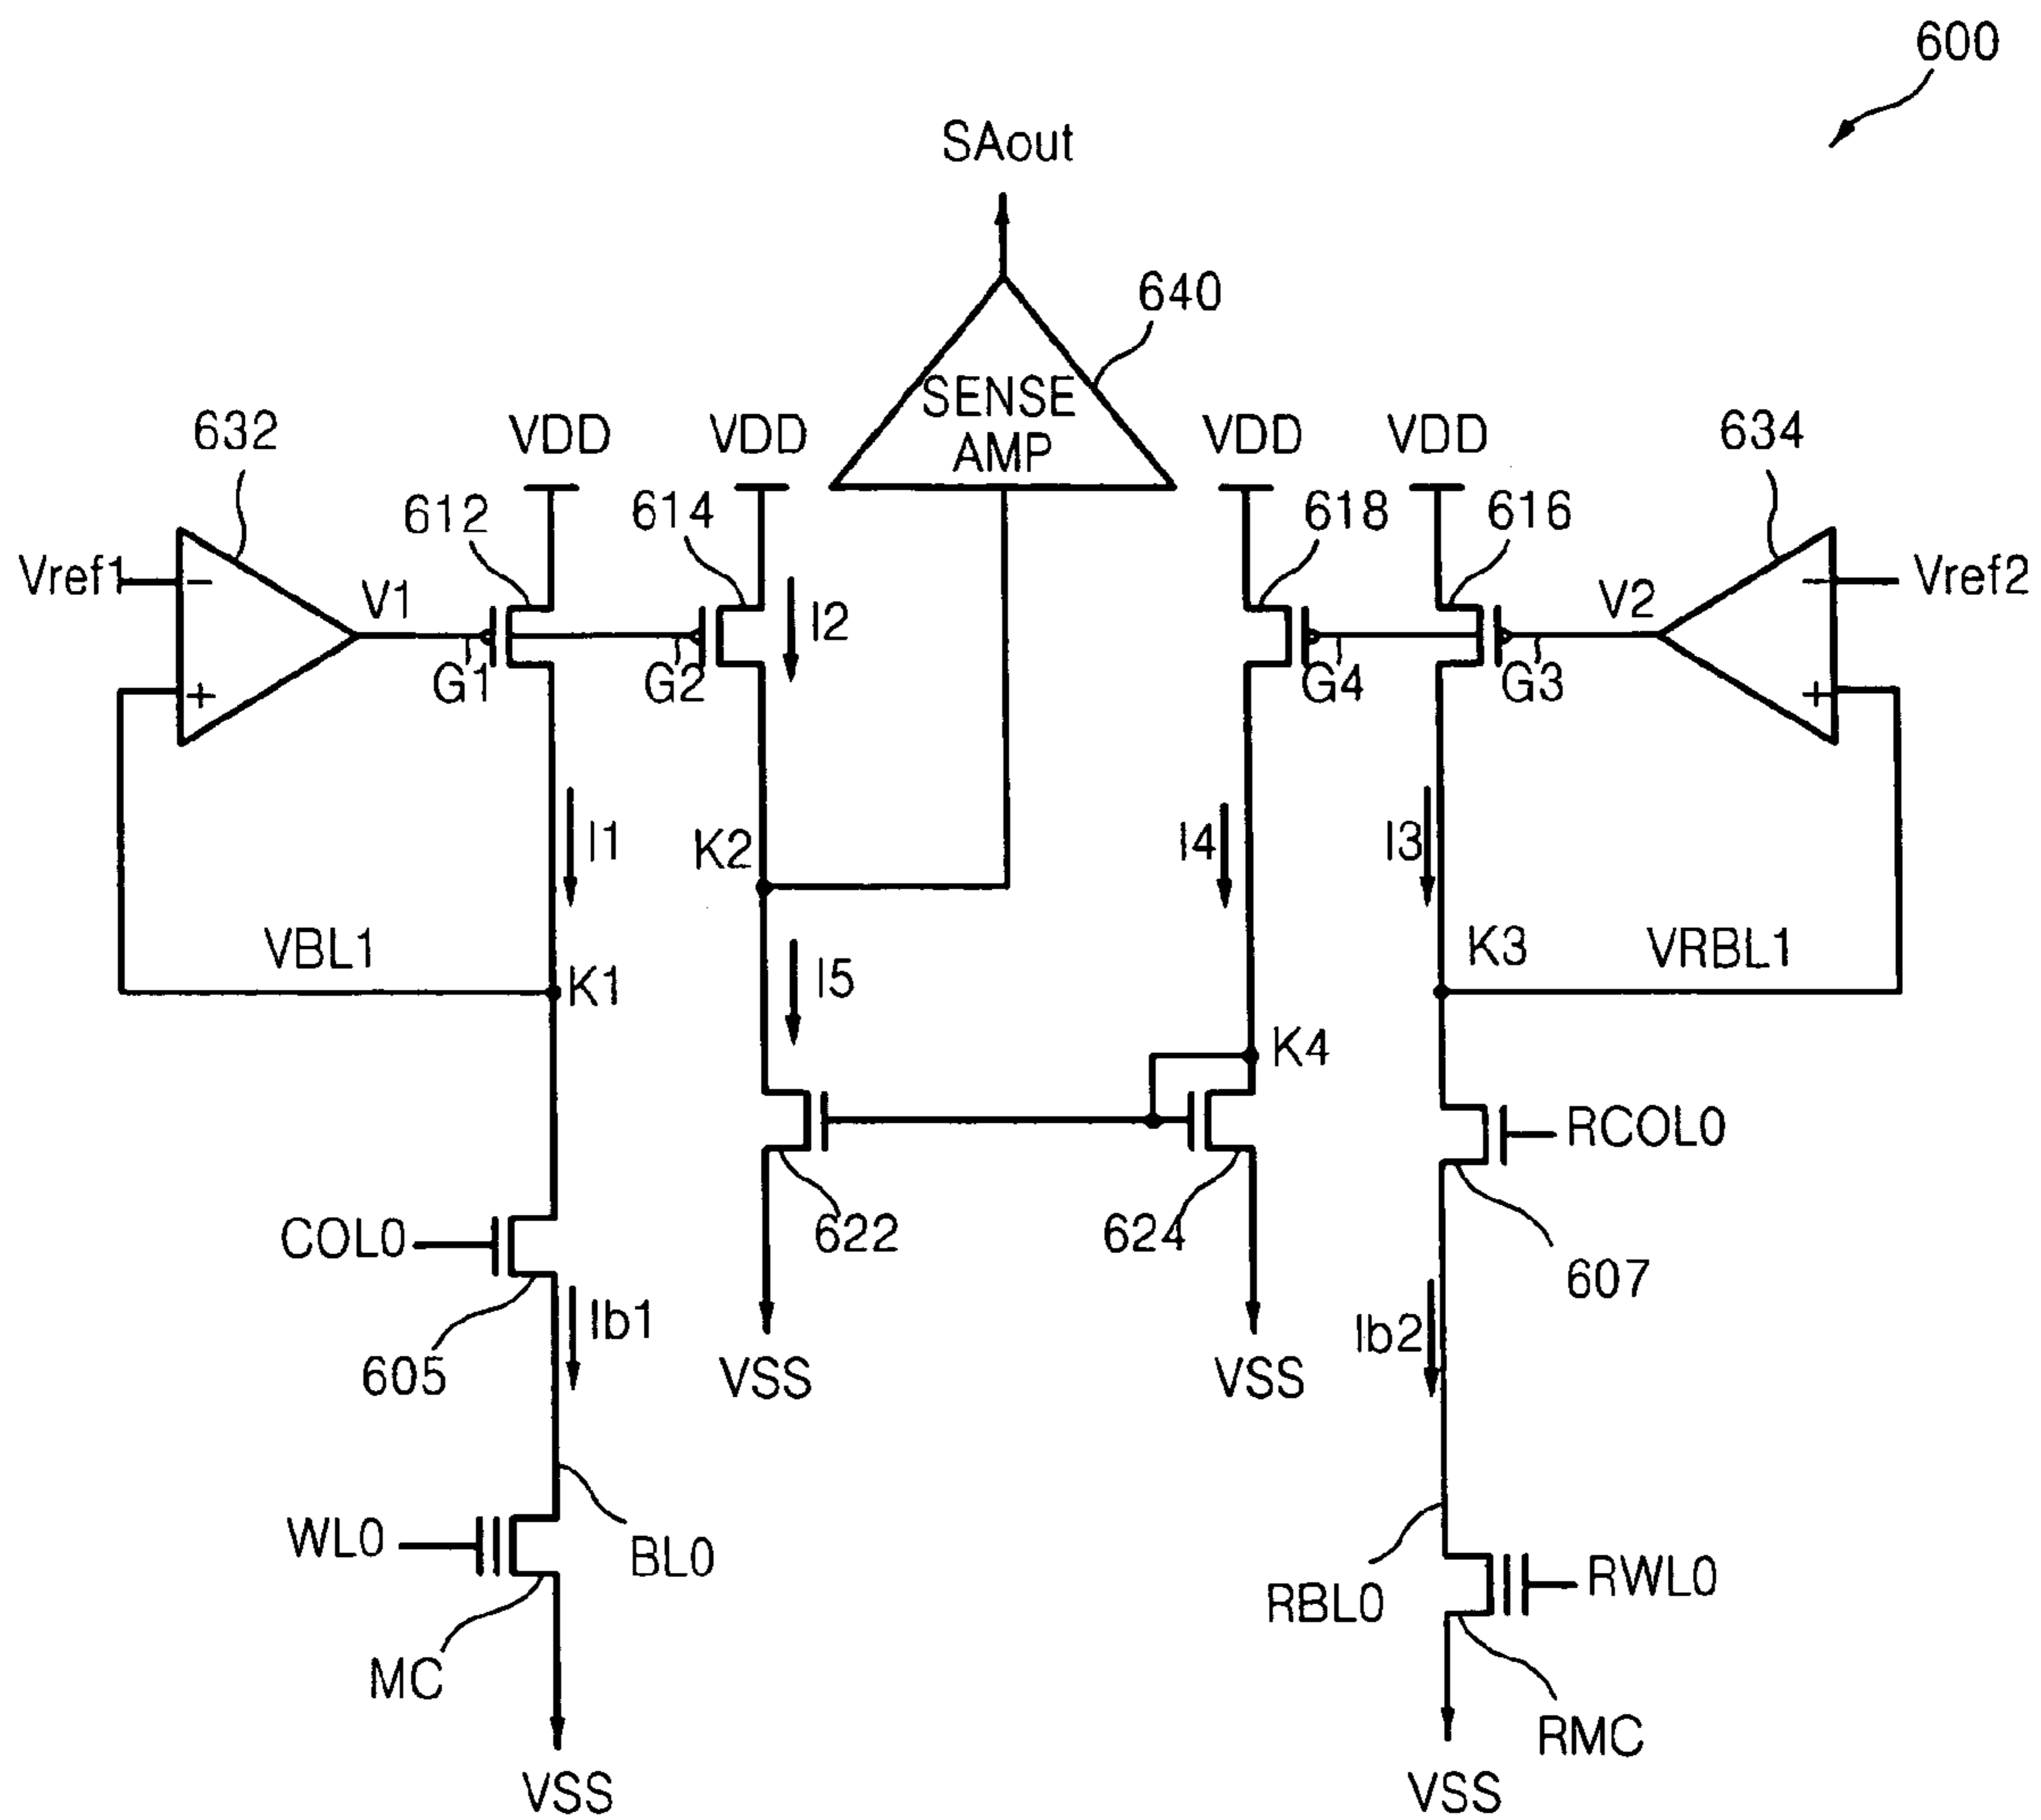 600
SAout
640
SENSE
AMP
632
VDD
VDD
VDD
VDD
634
612
614
618
616
Vref1
−
V1
I2
V2
−
Vref2
G1
G2
G4
G3
+
+
I1
K2
I4
I3
VBL1
K1
I5
K3
VRBL1
K4
RCOL0
COL0
622
624
607
605
Ib1
Ib2
VSS
VSS
WL0
BL0
RBL0
RWL0
MC
RMC
VSS
VSS